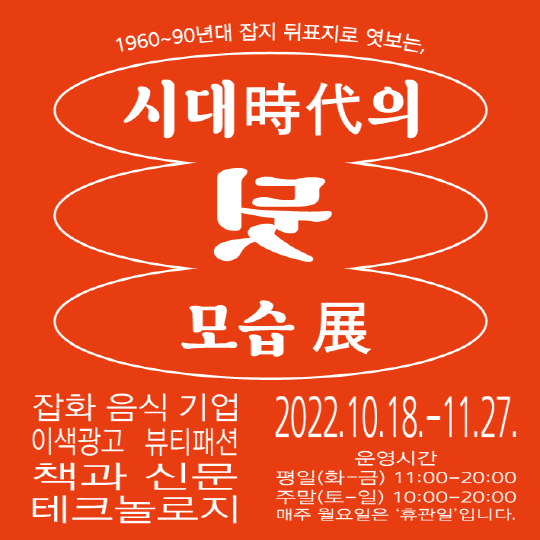 1960~90년대 잡지 뒤표지로 엿보는,
시대時代의
뒷
모습 展
잡화 음식 기업
이색광고 뷰티패션
책과 신문
테크놀로지
2022.10.18.-11.27.
운영시간
평일(화-금) 11:00-20:00
주말(토-일) 10:00-20:00
매주 월요일은 '휴관일'입니다.